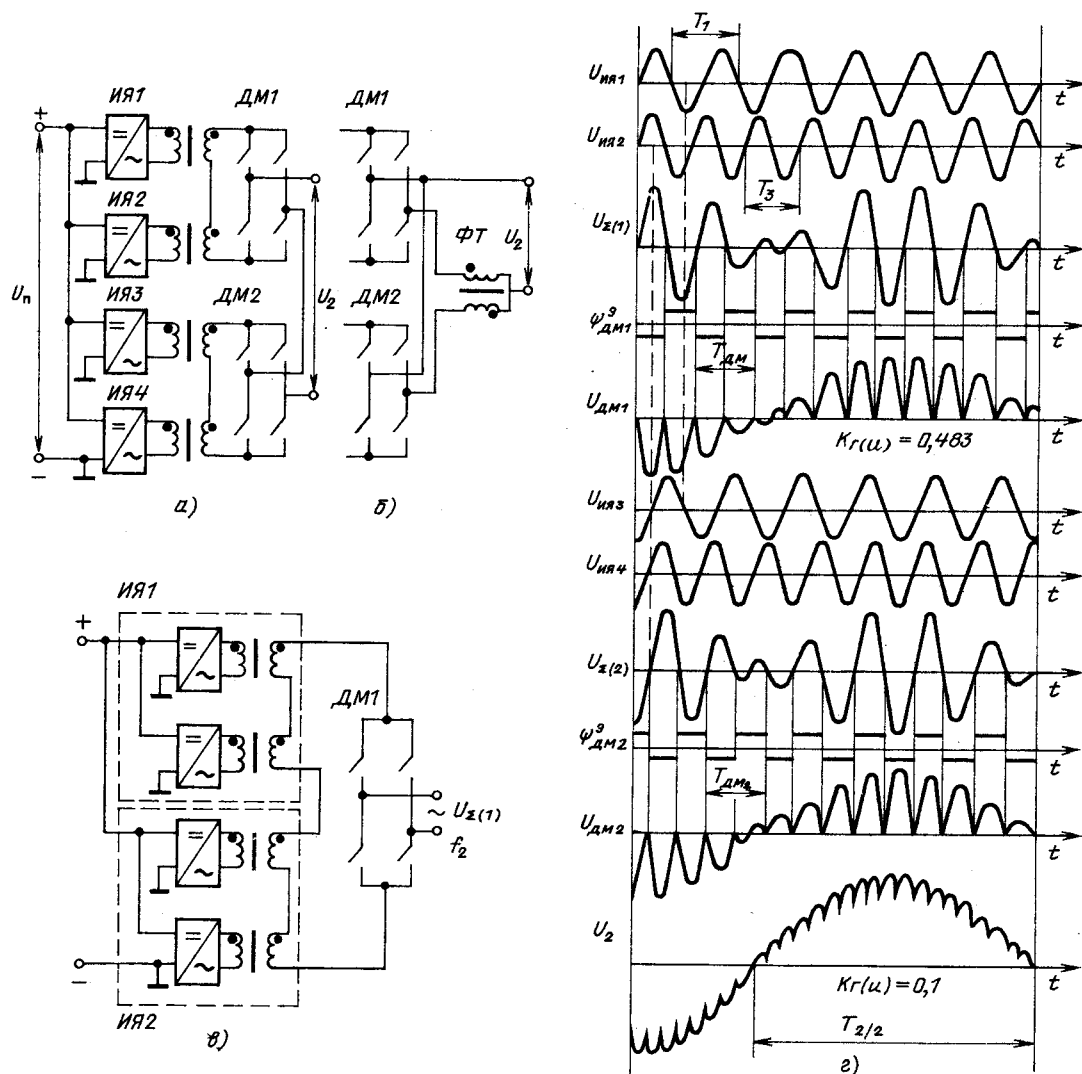 ИЯ1
ДМ1
ДМ1
+
=
~
ИЯ2
=
~
ФТ
U₂
Uп
ИЯ3
ДМ2
U₂
ДМ2
=
~
ИЯ4
=
~
−
а)
б)
ИЯ1
+
=
~
ДМ1
=
~
~ UΣ(1)
f₂
=
~
=
~
−
ИЯ2
в)
T₁
UИЯ1
t
UИЯ2
t
T₃
UΣ(1)
t
ψᶟДМ1
t
TДМ
UДМ1
t
Kг(u) = 0,483
UИЯ3
t
UИЯ4
t
UΣ(2)
t
ψᶟДМ2
t
TДМ₂
UДМ2
t
U₂
t
Kг(u) = 0,1
T₂/₂
г)